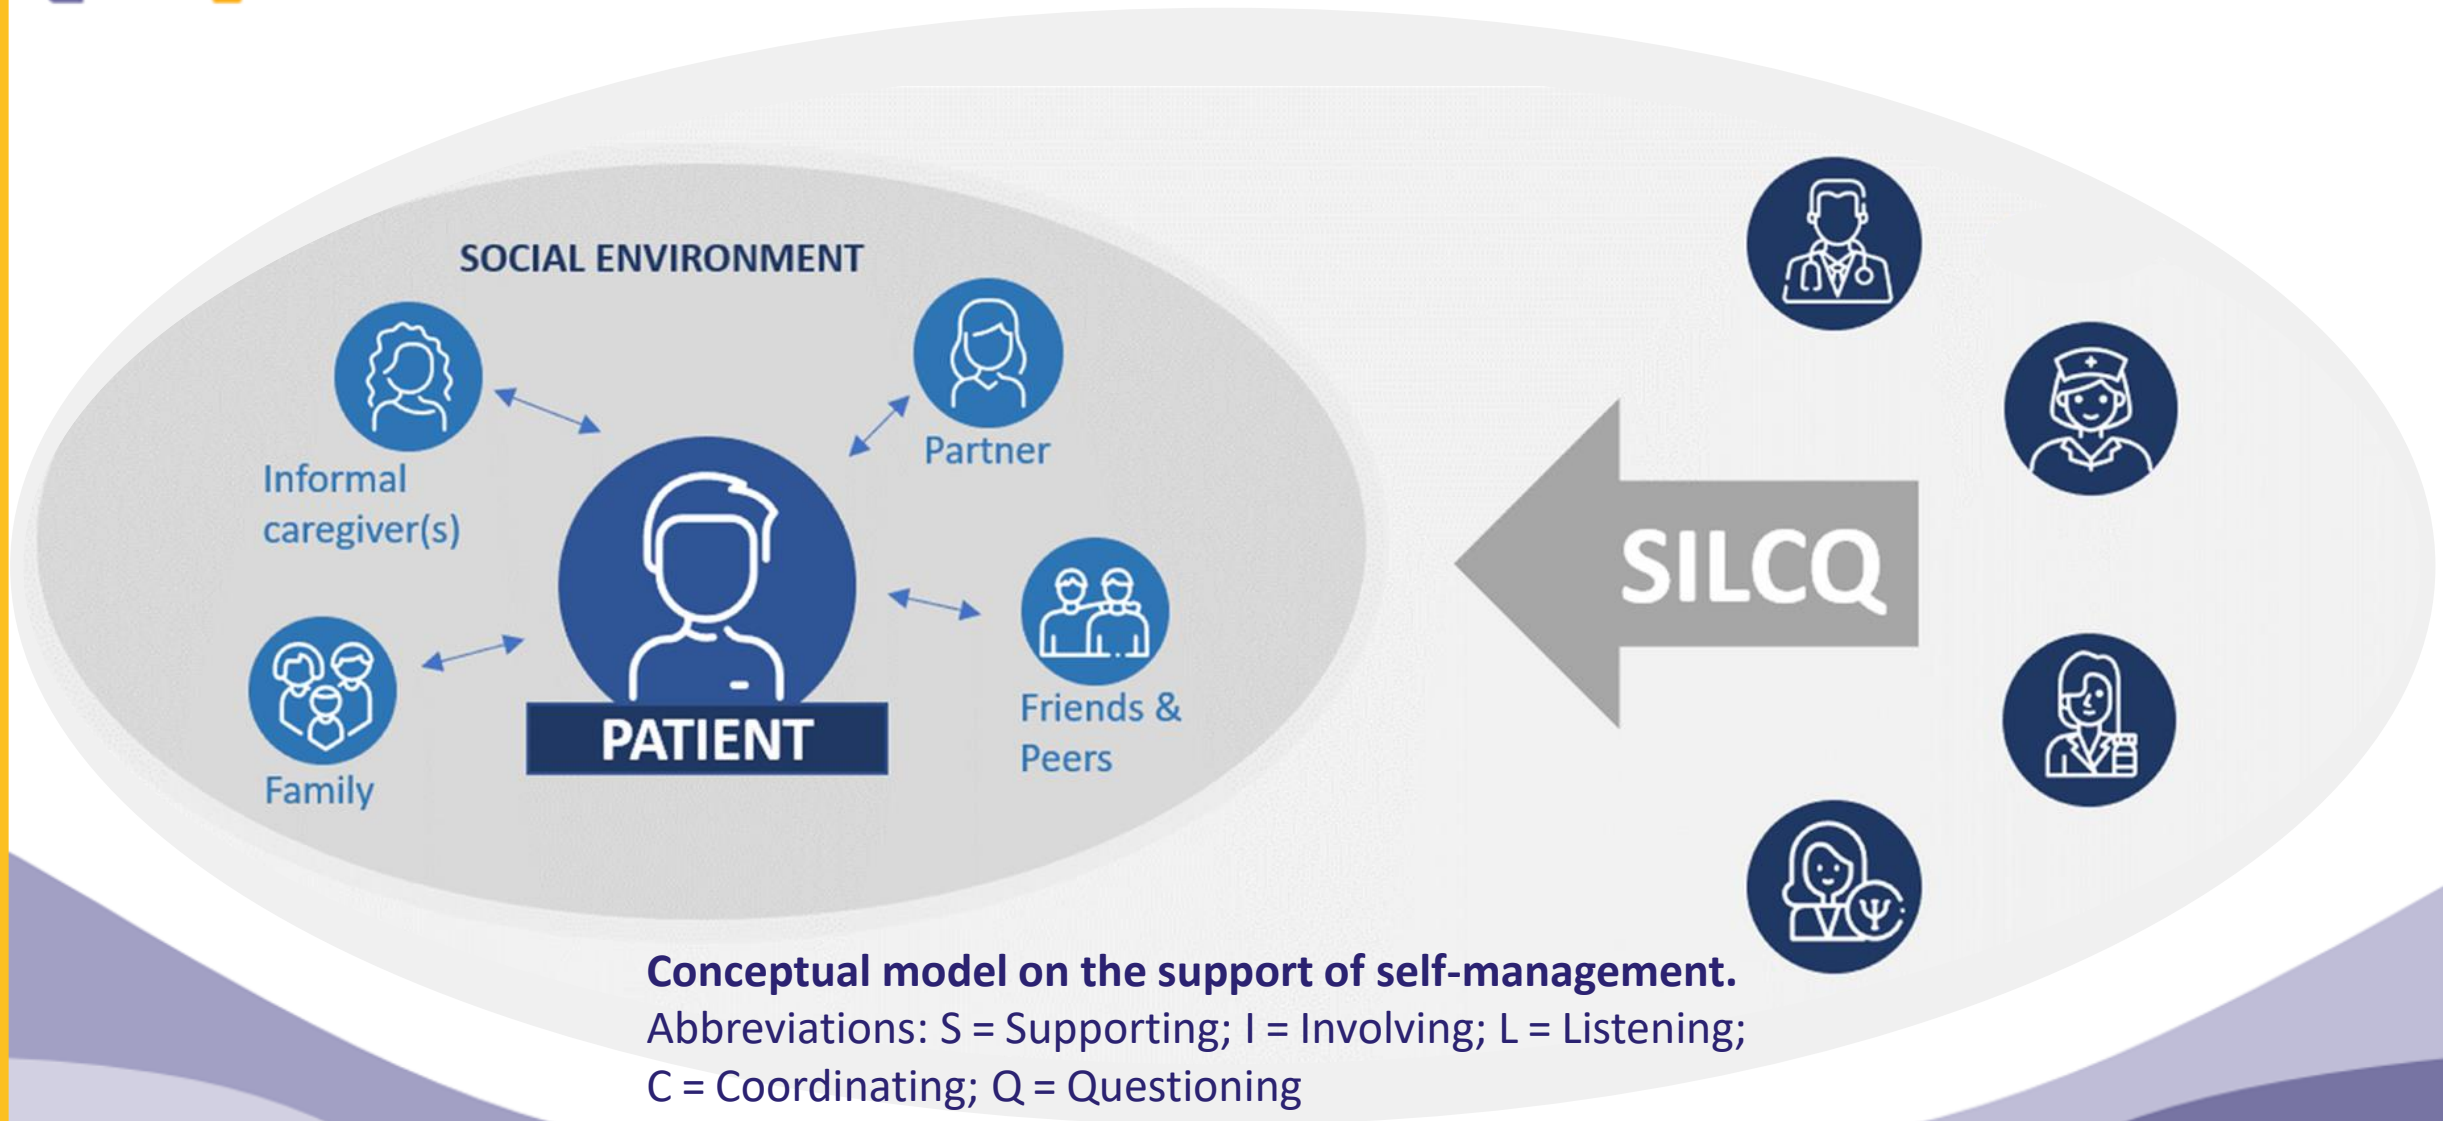 SOCIAL ENVIRONMENT
Informal
caregiver(s)
Partner
Family
PATIENT
Friends &
Peers
SILCQ
Ψ
Conceptual model on the support of self-management.
Abbreviations: S = Supporting; I = Involving; L = Listening;
C = Coordinating; Q = Questioning